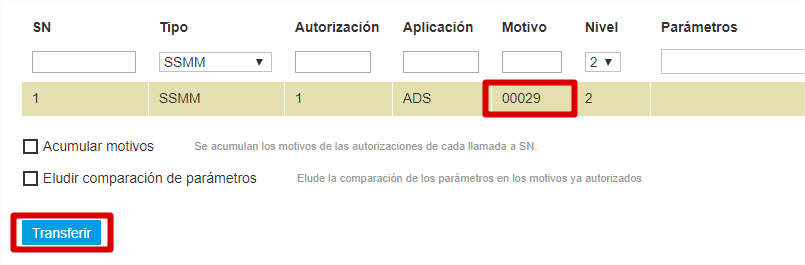 SN Tipo Autorización Aplicación Motivo Nivel Parámetros
SSMM 2
1 SSMM 1 ADS 00029 2
Acumular motivos Se acumulan los motivos de las autorizaciones de cada llamada a SN.
Eludir comparación de parámetros Elude la comparación de los parámetros en los motivos ya autorizados
Transferir